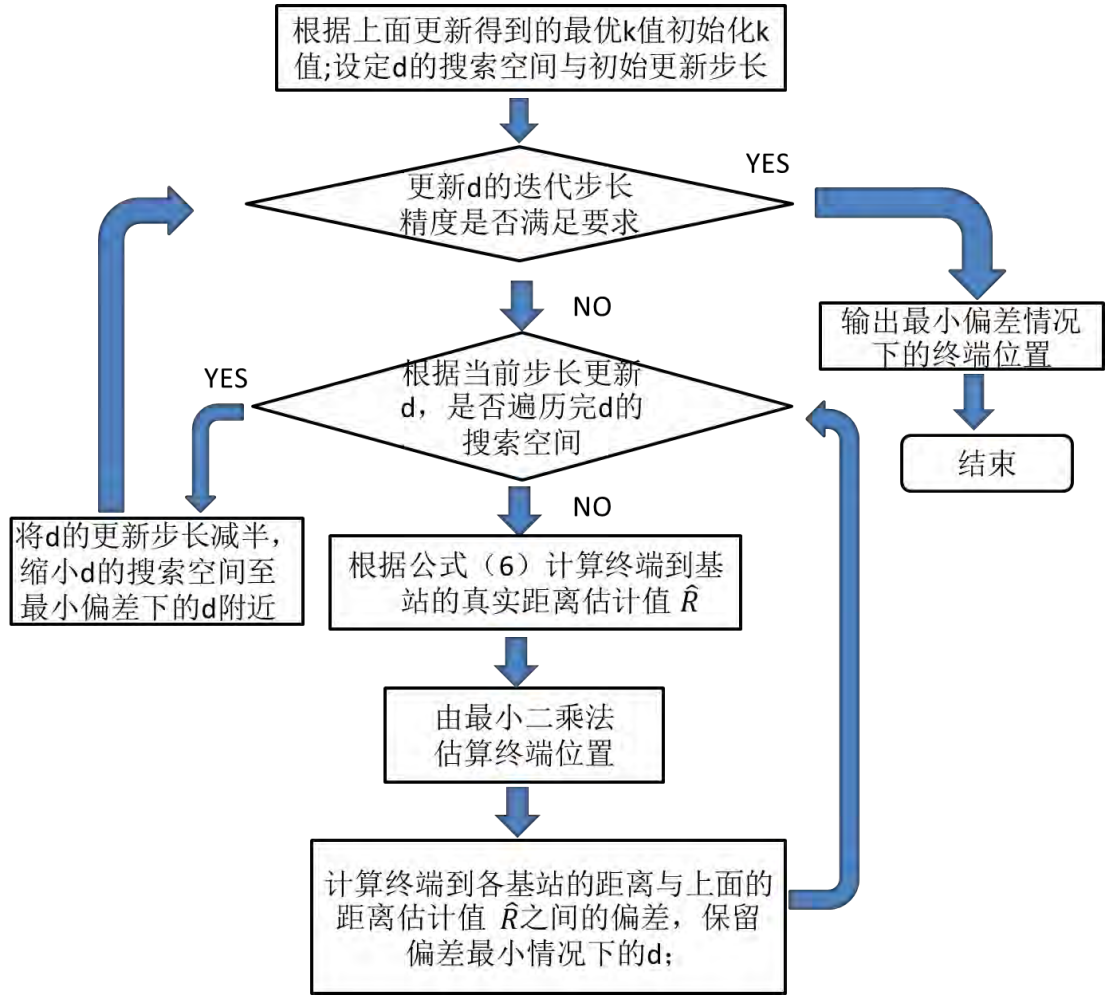 根据上面更新得到的最优k值初始化k
值;设定d的搜索空间与初始更新步长
更新d的迭代步长
精度是否满足要求
YES
NO
输出最小偏差情况
下的终端位置
结束
根据当前步长更新
d，是否遍历完d的
搜索空间
YES
NO
将d的更新步长减半，
缩小d的搜索空间至
最小偏差下的d附近
根据公式（6）计算终端到基
站的真实距离估计值 R̂
由最小二乘法
估算终端位置
计算终端到各基站的距离与上面的
距离估计值 R̂之间的偏差，保留
偏差最小情况下的d；